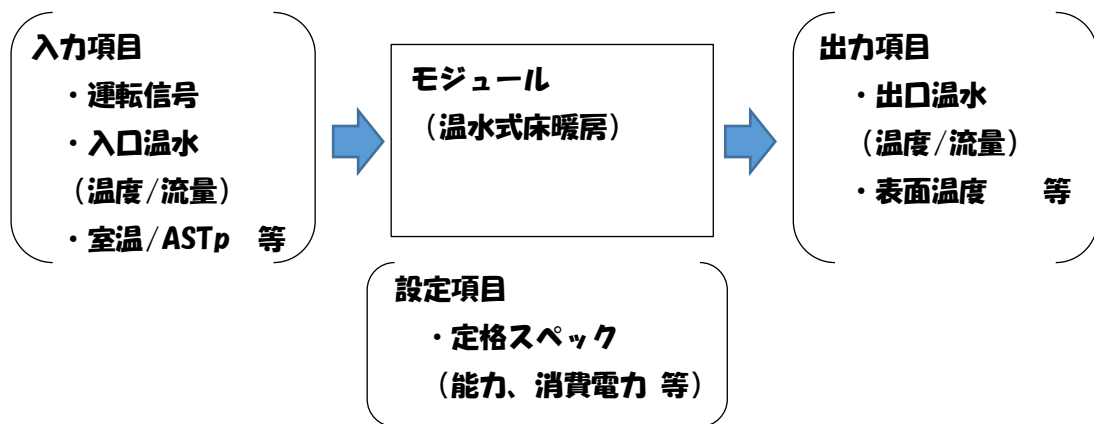 入力項目
・運転信号
・入口温水
(温度/流量)
・室温/ASTp 等
モジュール
(温水式床暖房)
出力項目
・出口温水
(温度/流量)
・表面温度 等
設定項目
・定格スペック
(能力、消費電力 等)